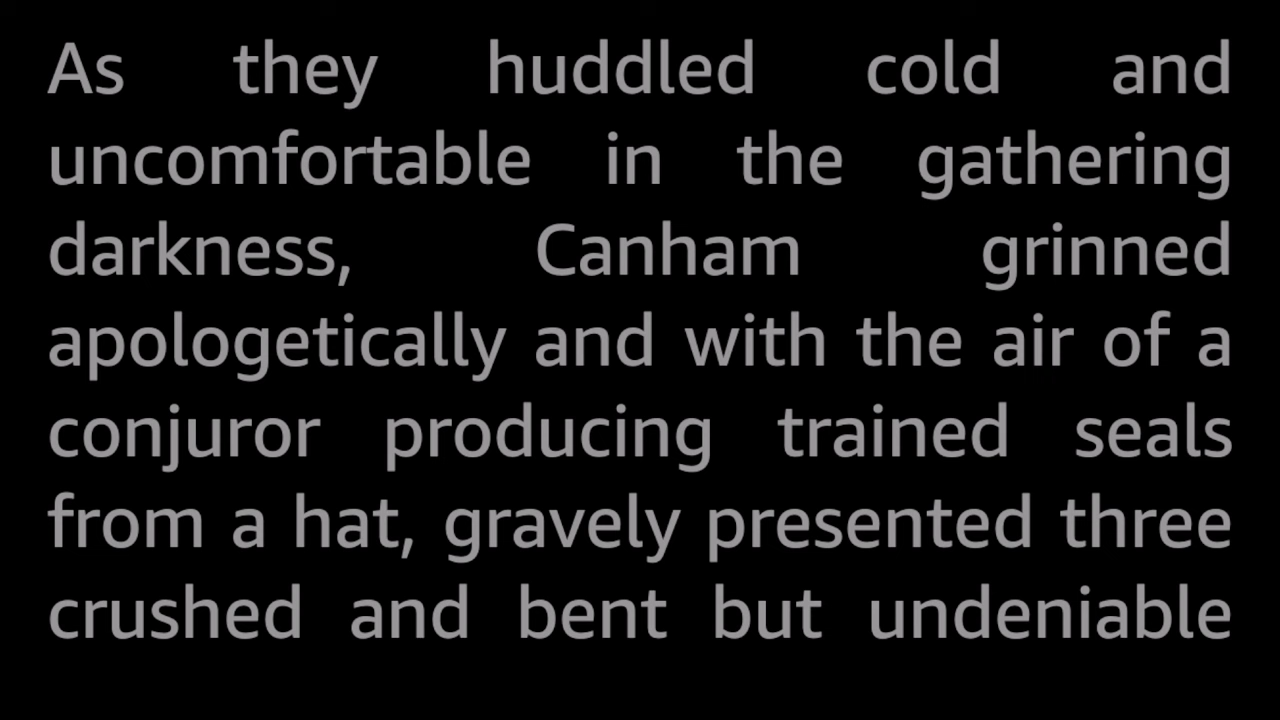 As they huddled cold and
uncomfortable in the gathering
darkness, Canham grinned
apologetically and with the air of a
conjuror producing trained seals
from a hat, gravely presented three
crushed and bent but undeniable